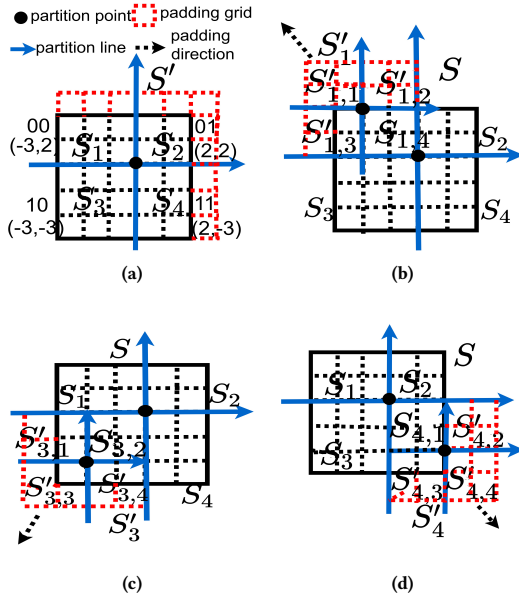 partition point
padding grid
partition line
padding direction
S′
00
(-3,2)
S₁
S₂
01
(2,2)
10
(-3,-3)
S₃
S₄
11
(2,-3)
(a)
S′₁
S
S′₁,₁
S′₁,₂
S′₁,₃
S₁,₄
S₂
S₃
S₄
(b)
S
S₁
S₂
S′₃,₁
S₃,₂
S′₃,₃
S′₃,₄
S₄
S′₃
(c)
S
S₁
S₂
S₃
S₄,₁
S′₄,₂
S′₄,₃
S′₄,₄
S′₄
(d)